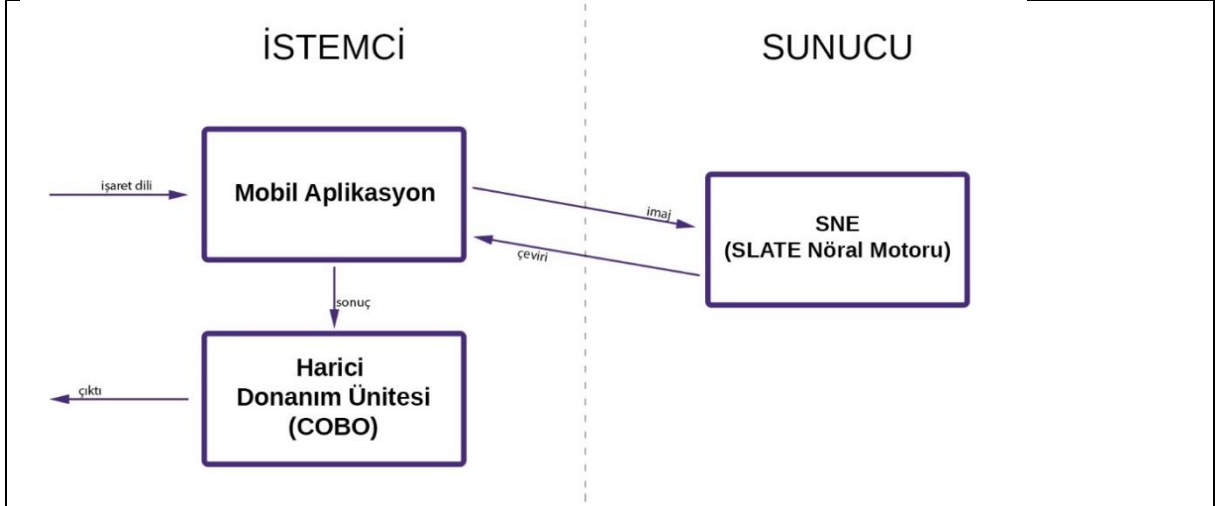 İSTEMCİ
SUNUCU
işaret dili
Mobil Aplikasyon
imaj
SNE
(SLATE Nöral Motoru)
çeviri
sonuç
Harici
Donanım Ünitesi
(COBO)
çıktı